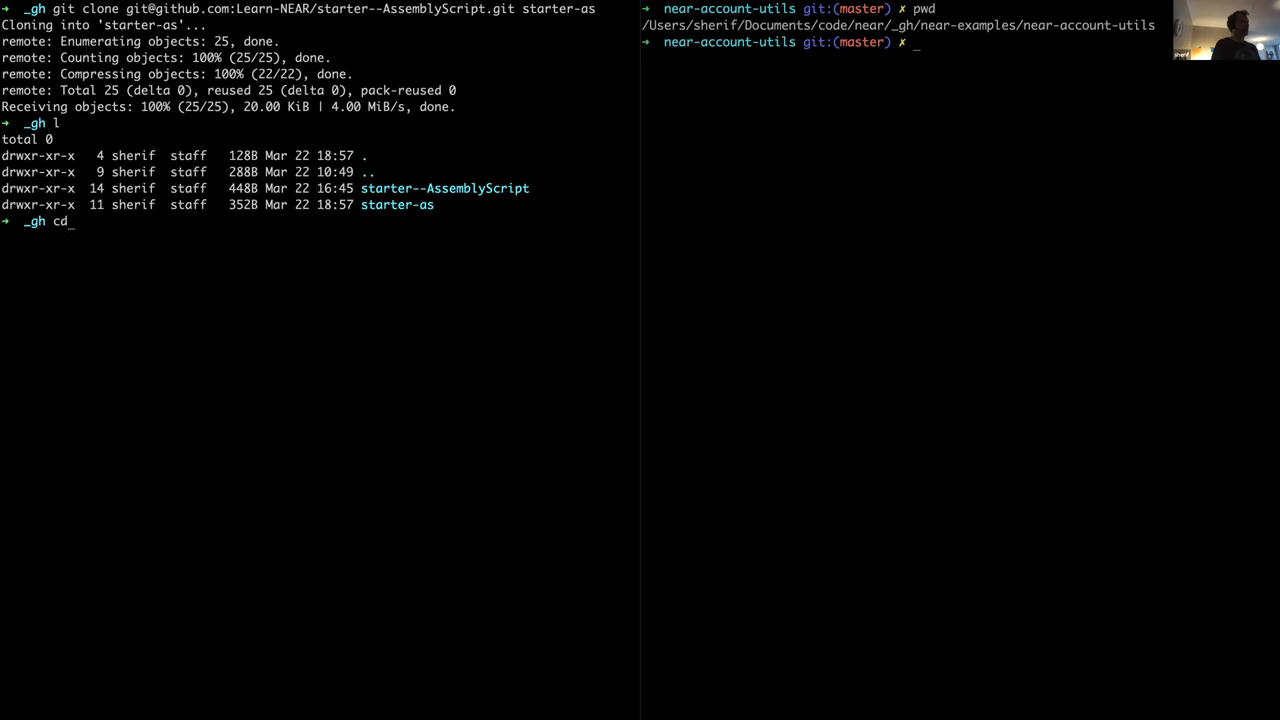 ➜  _gh git clone git@github.com:Learn-NEAR/starter--AssemblyScript.git starter-as
Cloning into 'starter-as'...
remote: Enumerating objects: 25, done.
remote: Counting objects: 100% (25/25), done.
remote: Compressing objects: 100% (22/22), done.
remote: Total 25 (delta 0), reused 25 (delta 0), pack-reused 0
Receiving objects: 100% (25/25), 20.00 KiB | 4.00 MiB/s, done.
➜  _gh l
total 0
drwxr-xr-x   4 sherif  staff   128B Mar 22 18:57 .
drwxr-xr-x   9 sherif  staff   288B Mar 22 10:49 ..
drwxr-xr-x  14 sherif  staff   448B Mar 22 16:45 starter--AssemblyScript
drwxr-xr-x  11 sherif  staff   352B Mar 22 18:57 starter-as
➜  _gh cd_
➜  near-account-utils git:(master) ✗ pwd
/Users/sherif/Documents/code/near/_gh/near-examples/near-account-utils
➜  near-account-utils git:(master) ✗ _
sherif